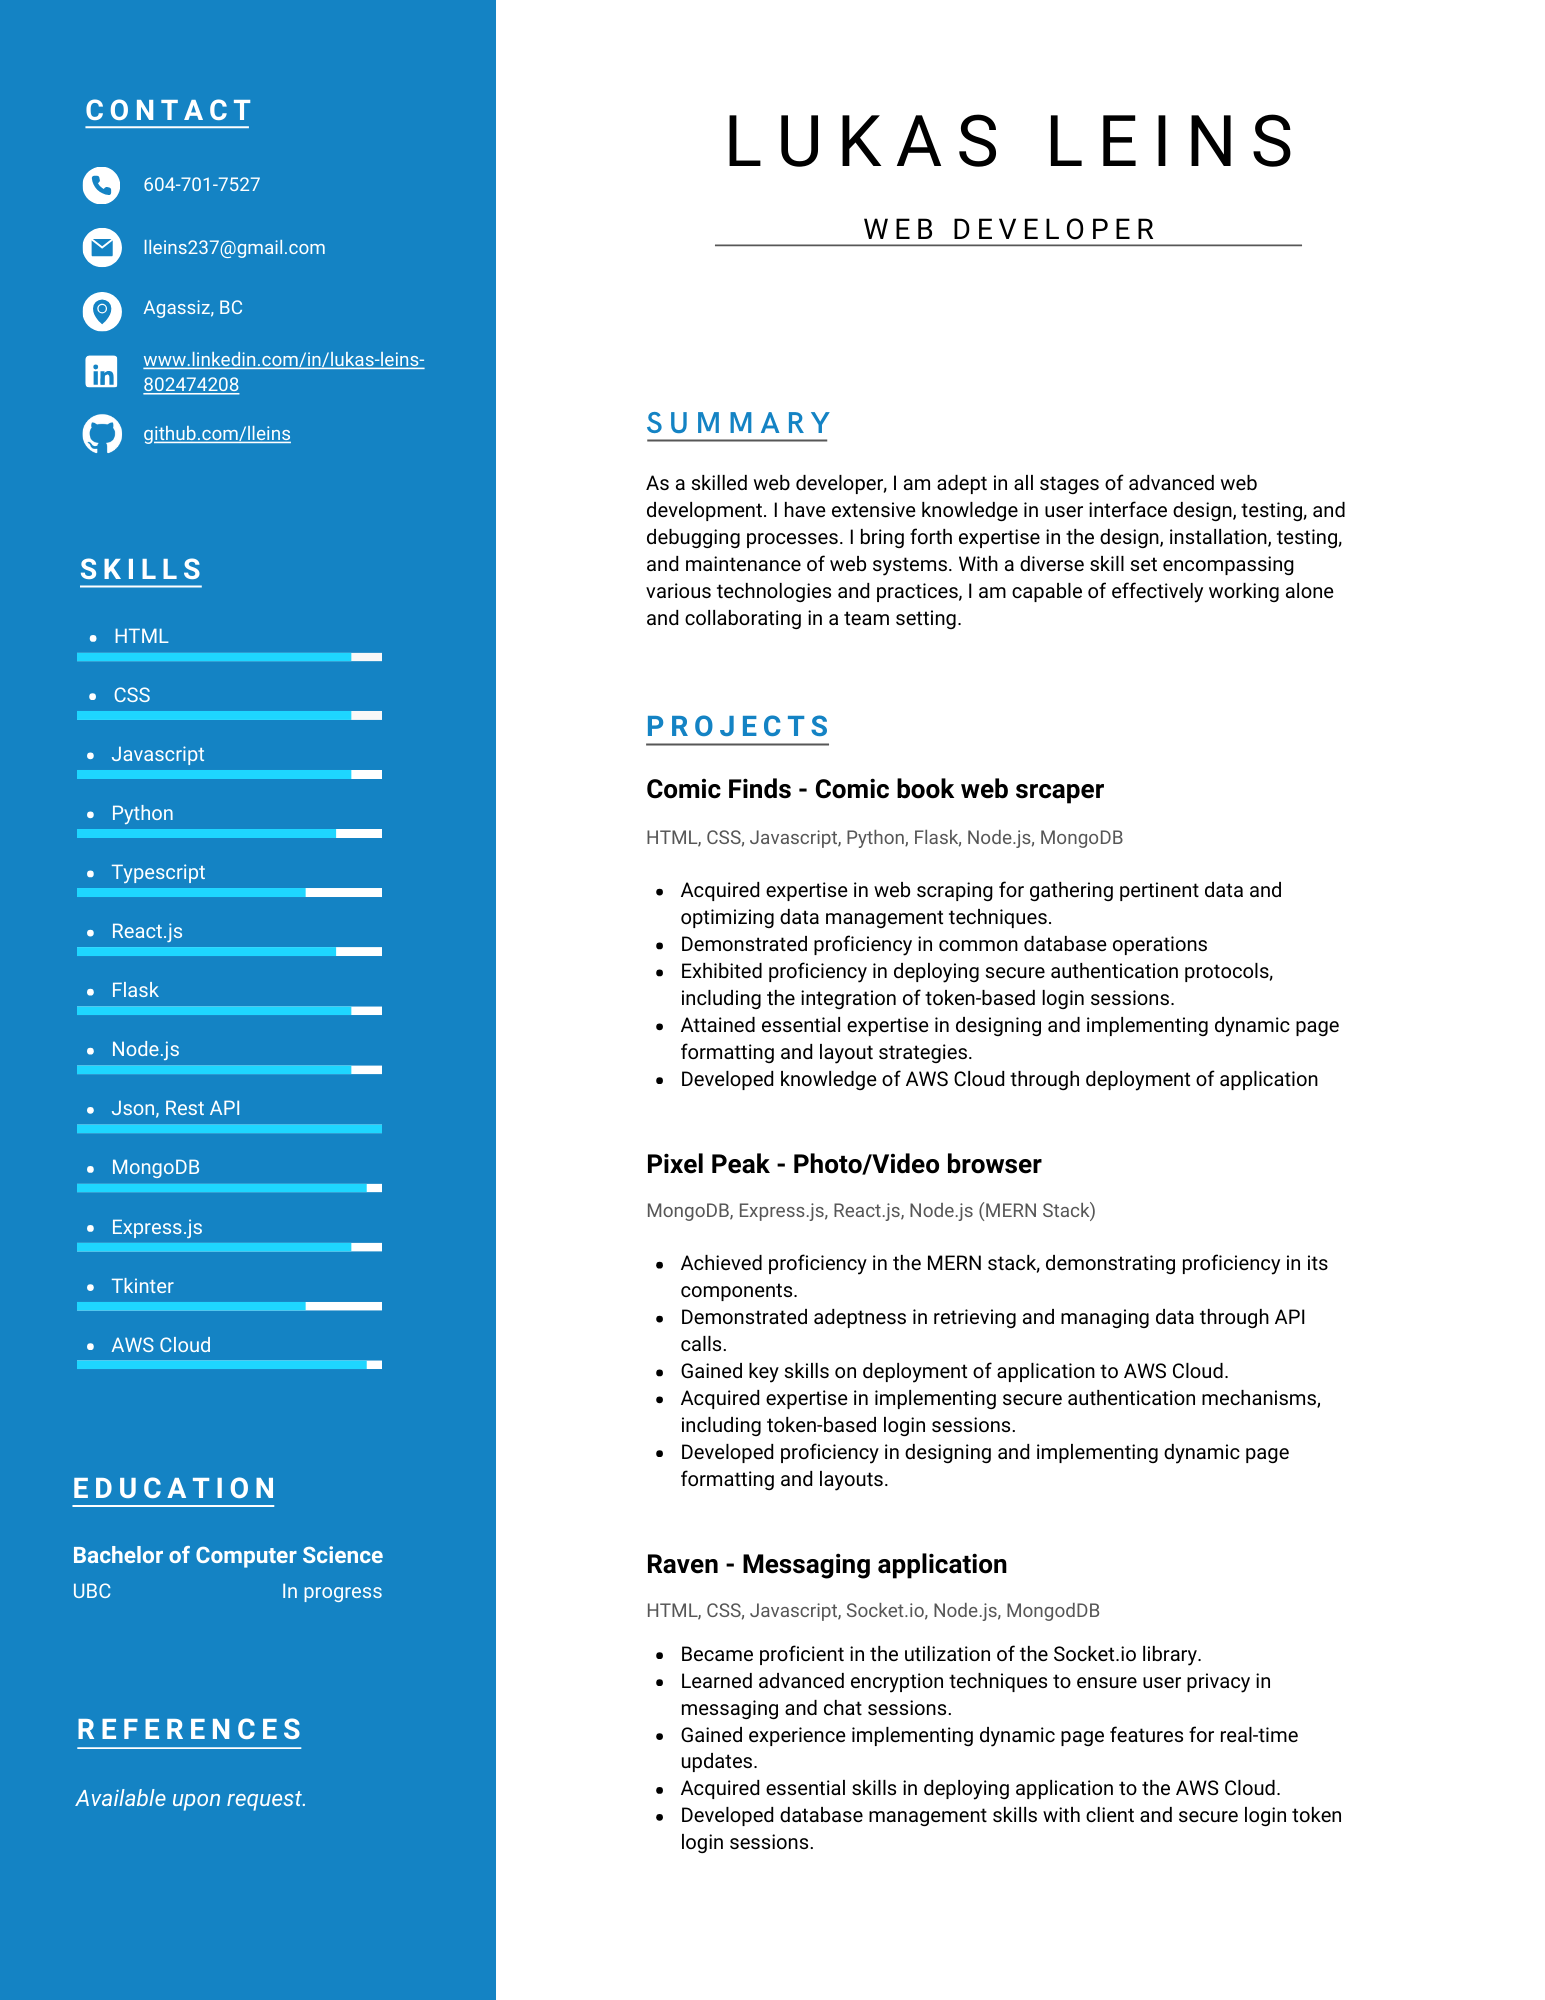 CONTACT
604-701-7527
lleins237@gmail.com
Agassiz, BC
www.linkedin.com/in/lukas-leins-
802474208
github.com/lleins
SKILLS
• HTML
• CSS
• Javascript
• Python
• Typescript
• React.js
• Flask
• Node.js
• Json, Rest API
• MongoDB
• Express.js
• Tkinter
• AWS Cloud
EDUCATION
Bachelor of Computer Science
UBC In progress
REFERENCES
Available upon request.
LUKAS LEINS
WEB DEVELOPER
SUMMARY
As a skilled web developer, I am adept in all stages of advanced web
development. I have extensive knowledge in user interface design, testing, and
debugging processes. I bring forth expertise in the design, installation, testing,
and maintenance of web systems. With a diverse skill set encompassing
various technologies and practices, I am capable of effectively working alone
and collaborating in a team setting.
PROJECTS
Comic Finds - Comic book web srcaper
HTML, CSS, Javascript, Python, Flask, Node.js, MongoDB
• Acquired expertise in web scraping for gathering pertinent data and
optimizing data management techniques.
• Demonstrated proficiency in common database operations
• Exhibited proficiency in deploying secure authentication protocols,
including the integration of token-based login sessions.
• Attained essential expertise in designing and implementing dynamic page
formatting and layout strategies.
• Developed knowledge of AWS Cloud through deployment of application
Pixel Peak - Photo/Video browser
MongoDB, Express.js, React.js, Node.js (MERN Stack)
• Achieved proficiency in the MERN stack, demonstrating proficiency in its
components.
• Demonstrated adeptness in retrieving and managing data through API
calls.
• Gained key skills on deployment of application to AWS Cloud.
• Acquired expertise in implementing secure authentication mechanisms,
including token-based login sessions.
• Developed proficiency in designing and implementing dynamic page
formatting and layouts.
Raven - Messaging application
HTML, CSS, Javascript, Socket.io, Node.js, MongodDB
• Became proficient in the utilization of the Socket.io library.
• Learned advanced encryption techniques to ensure user privacy in
messaging and chat sessions.
• Gained experience implementing dynamic page features for real-time
updates.
• Acquired essential skills in deploying application to the AWS Cloud.
• Developed database management skills with client and secure login token
login sessions.